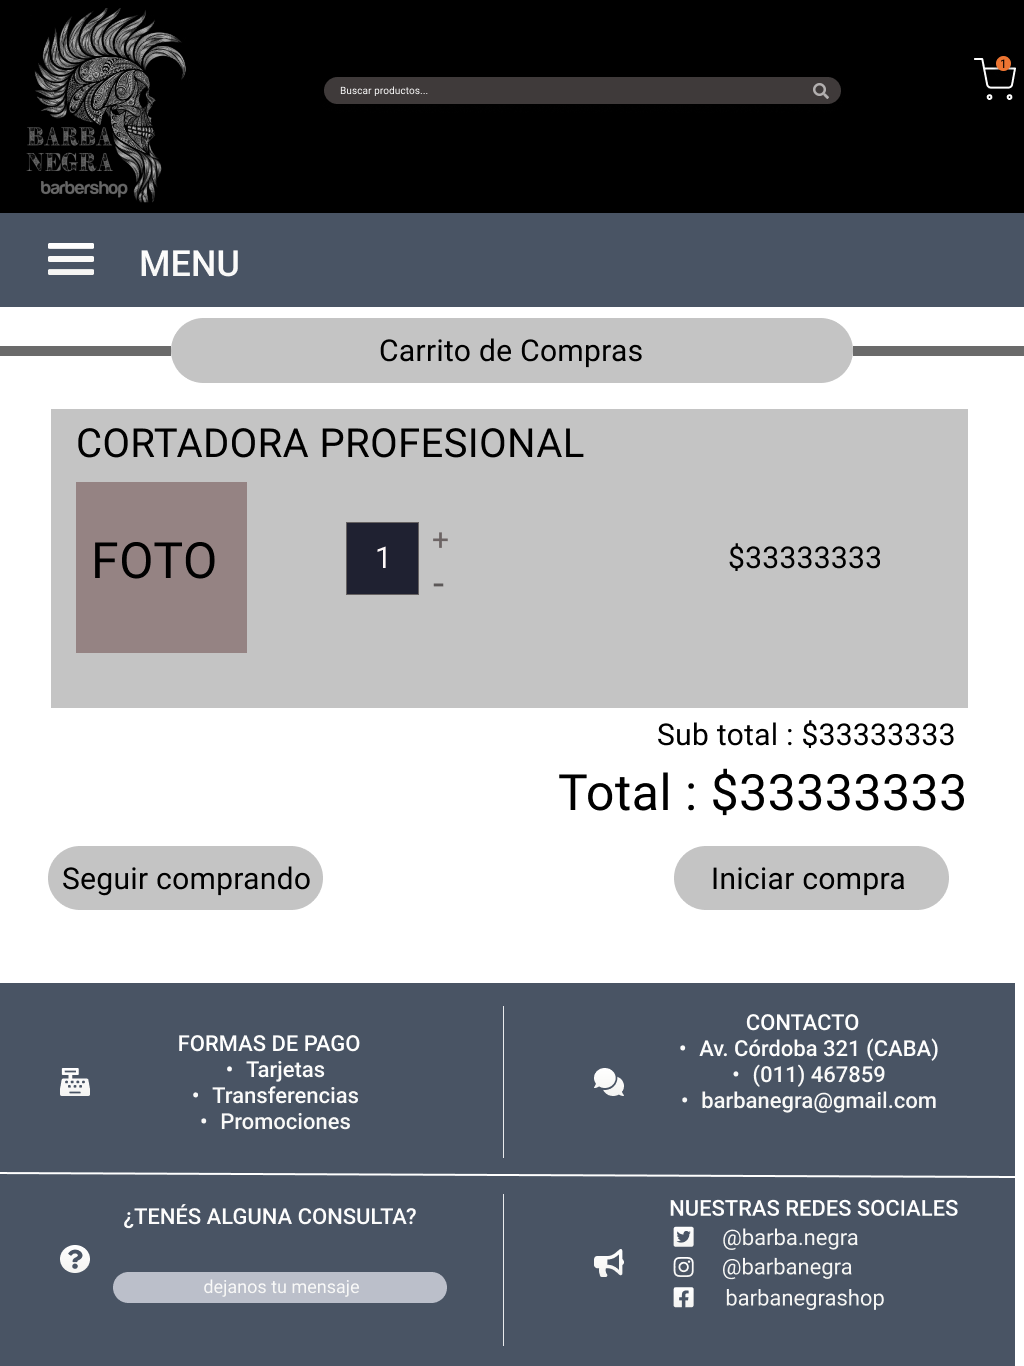 BARBA
NEGRA
barbershop
Buscar productos...
1
MENU
Carrito de Compras
CORTADORA PROFESIONAL
FOTO
1
+
-
$33333333
Sub total : $33333333
Total : $33333333
Seguir comprando
Iniciar compra
FORMAS DE PAGO
• Tarjetas
• Transferencias
• Promociones
CONTACTO
• Av. Córdoba 321 (CABA)
• (011) 467859
• barbanegra@gmail.com
¿TENÉS ALGUNA CONSULTA?
dejanos tu mensaje
NUESTRAS REDES SOCIALES
@barba.negra
@barbanegra
barbanegrashop